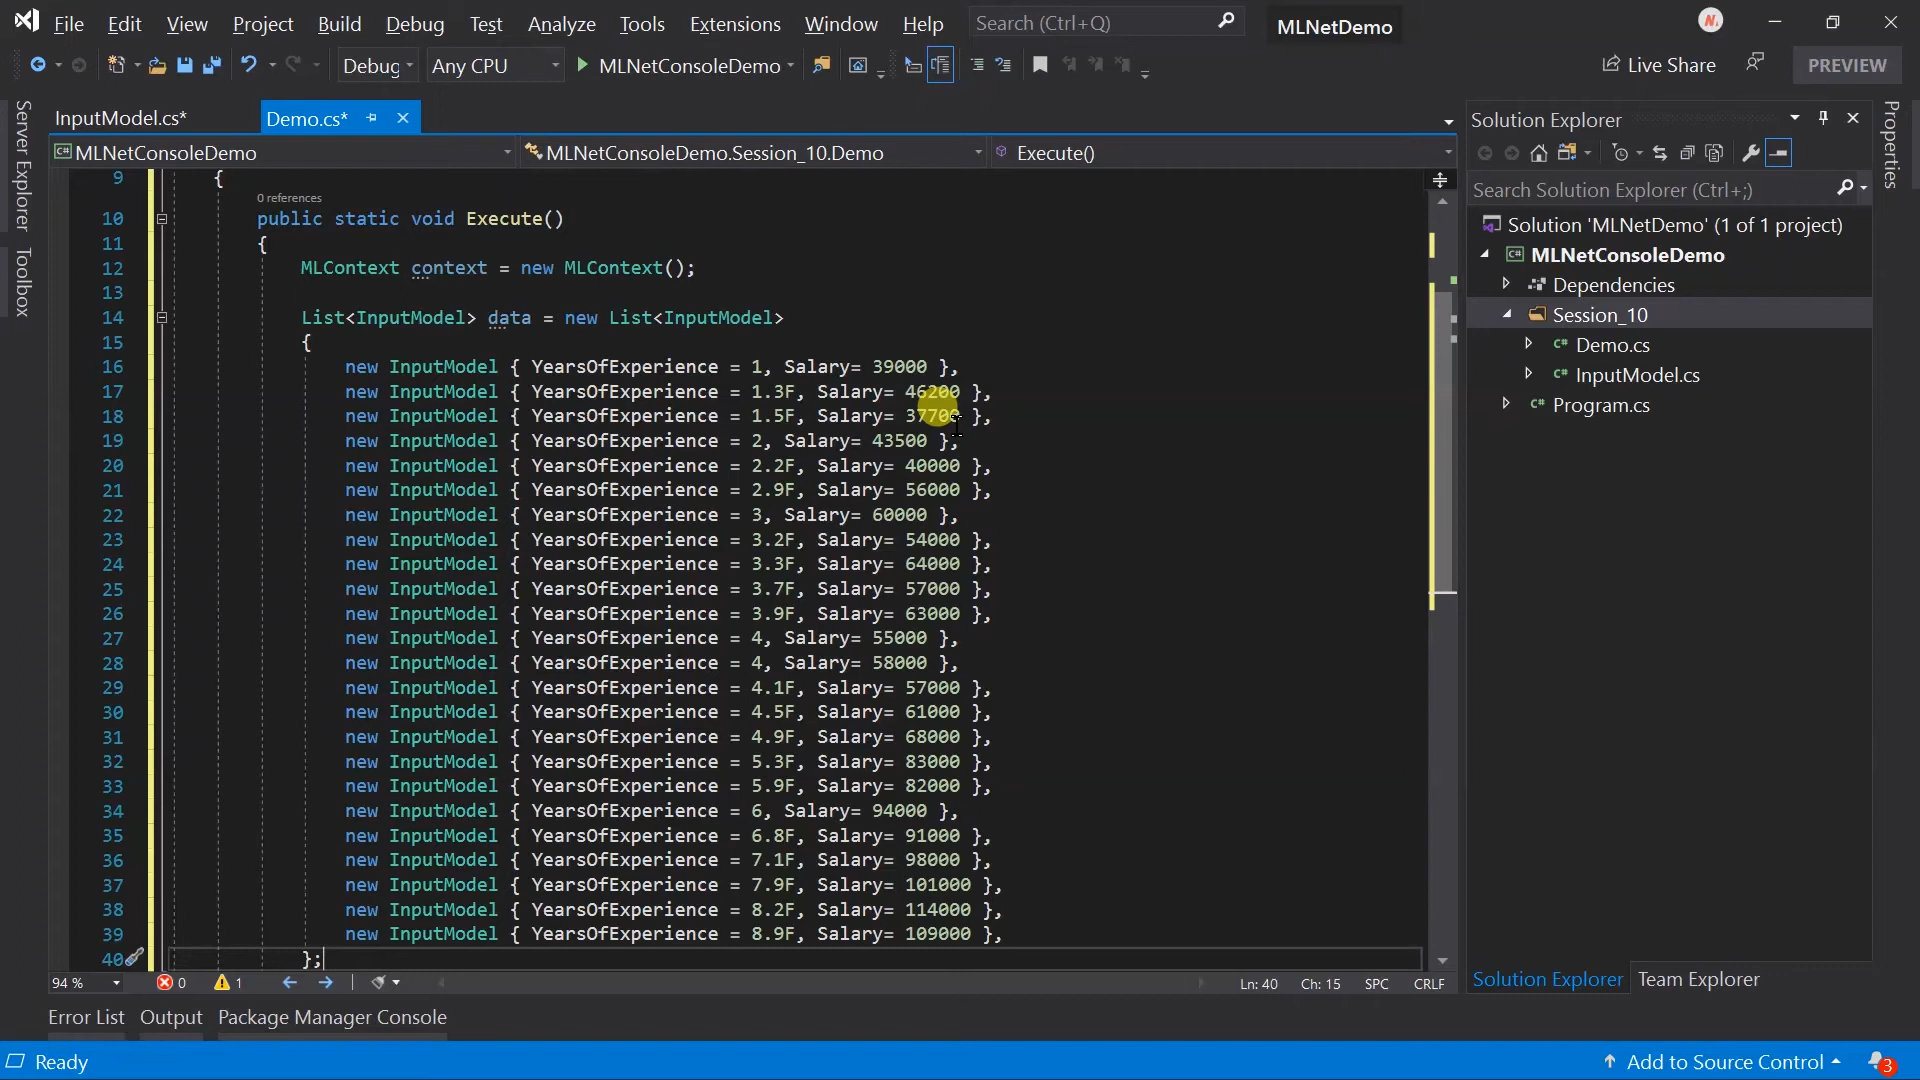 File Edit View Project Build Debug Test Analyze Tools Extensions Window Help Search (Ctrl+Q) MLNetDemo
Debug Any CPU MLNetConsoleDemo Live Share PREVIEW
Server Explorer
Toolbox
InputModel.cs* Demo.cs*
MLNetConsoleDemo MLNetConsoleDemo.Session_10.Demo Execute()
9 {
0 references
10 public static void Execute()
11 {
12 MLContext context = new MLContext();
13
14 List<InputModel> data = new List<InputModel>
15 {
16 new InputModel { YearsOfExperience = 1, Salary= 39000 },
17 new InputModel { YearsOfExperience = 1.3F, Salary= 46200 },
18 new InputModel { YearsOfExperience = 1.5F, Salary= 37700 },
19 new InputModel { YearsOfExperience = 2, Salary= 43500 },
20 new InputModel { YearsOfExperience = 2.2F, Salary= 40000 },
21 new InputModel { YearsOfExperience = 2.9F, Salary= 56000 },
22 new InputModel { YearsOfExperience = 3, Salary= 60000 },
23 new InputModel { YearsOfExperience = 3.2F, Salary= 54000 },
24 new InputModel { YearsOfExperience = 3.3F, Salary= 64000 },
25 new InputModel { YearsOfExperience = 3.7F, Salary= 57000 },
26 new InputModel { YearsOfExperience = 3.9F, Salary= 63000 },
27 new InputModel { YearsOfExperience = 4, Salary= 55000 },
28 new InputModel { YearsOfExperience = 4, Salary= 58000 },
29 new InputModel { YearsOfExperience = 4.1F, Salary= 57000 },
30 new InputModel { YearsOfExperience = 4.5F, Salary= 61000 },
31 new InputModel { YearsOfExperience = 4.9F, Salary= 68000 },
32 new InputModel { YearsOfExperience = 5.3F, Salary= 83000 },
33 new InputModel { YearsOfExperience = 5.9F, Salary= 82000 },
34 new InputModel { YearsOfExperience = 6, Salary= 94000 },
35 new InputModel { YearsOfExperience = 6.8F, Salary= 91000 },
36 new InputModel { YearsOfExperience = 7.1F, Salary= 98000 },
37 new InputModel { YearsOfExperience = 7.9F, Salary= 101000 },
38 new InputModel { YearsOfExperience = 8.2F, Salary= 114000 },
39 new InputModel { YearsOfExperience = 8.9F, Salary= 109000 },
40 };
94 % 0 1 Ln: 40 Ch: 15 SPC CRLF
Solution Explorer
Search Solution Explorer (Ctrl+;)
Solution 'MLNetDemo' (1 of 1 project)
C# MLNetConsoleDemo
Dependencies
Session_10
C# Demo.cs
C# InputModel.cs
C# Program.cs
Solution Explorer Team Explorer
Properties
Error List Output Package Manager Console
Ready Add to Source Control 3